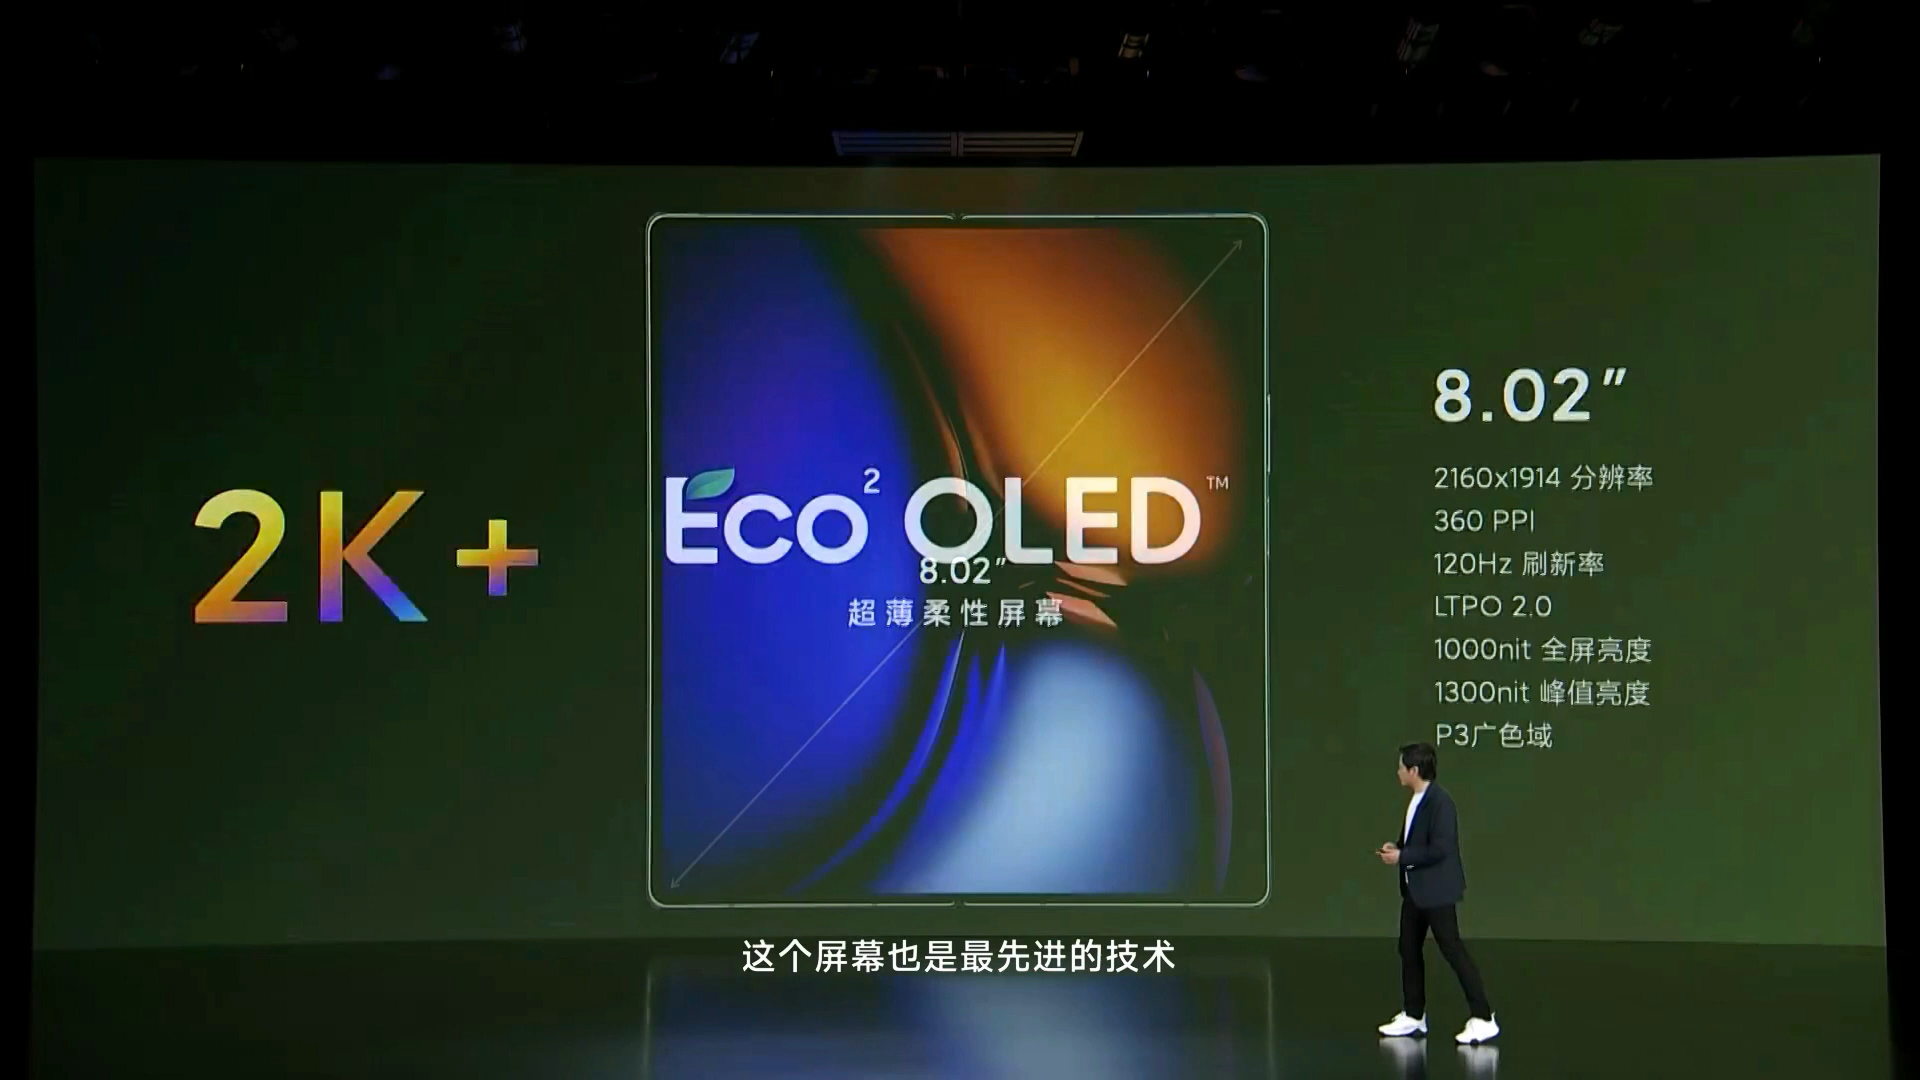 2K+
Eco² OLED™
8.02"
超薄柔性屏幕
8.02"
2160x1914 分辨率
360 PPI
120Hz 刷新率
LTPO 2.0
1000nit 全屏亮度
1300nit 峰值亮度
P3广色域
这个屏幕也是最先进的技术